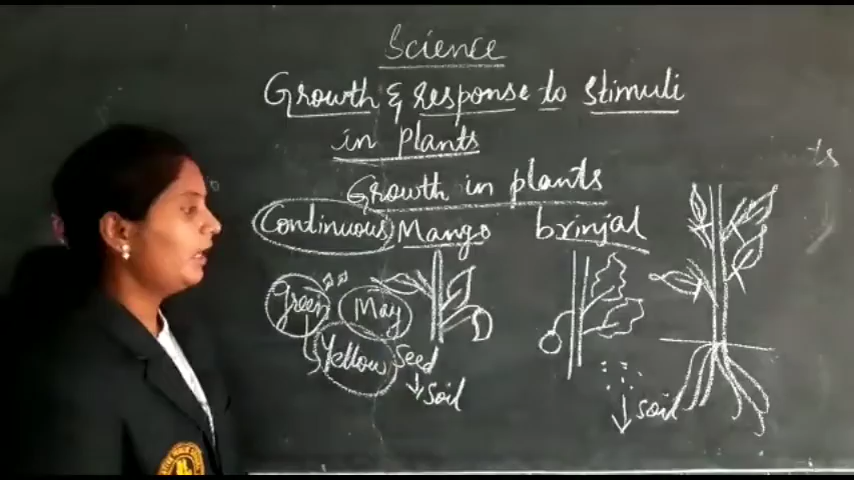 Science
Growth & response to stimuli
in plants
Growth in plants
Continuous Mango brinjal
Green May
Yellow Seed
soil
soil
ts